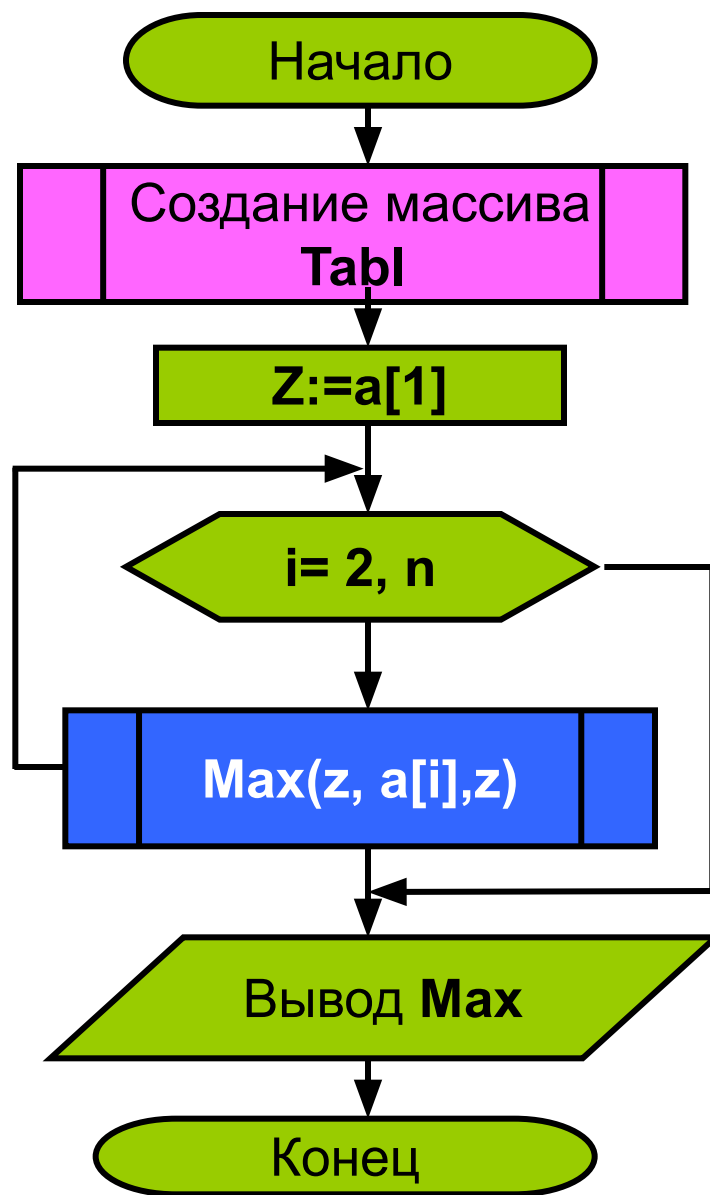 Начало
Создание массива
Tabl
Z:=a[1]
i= 2, n
Max(z, a[i],z)
Вывод Max
Конец